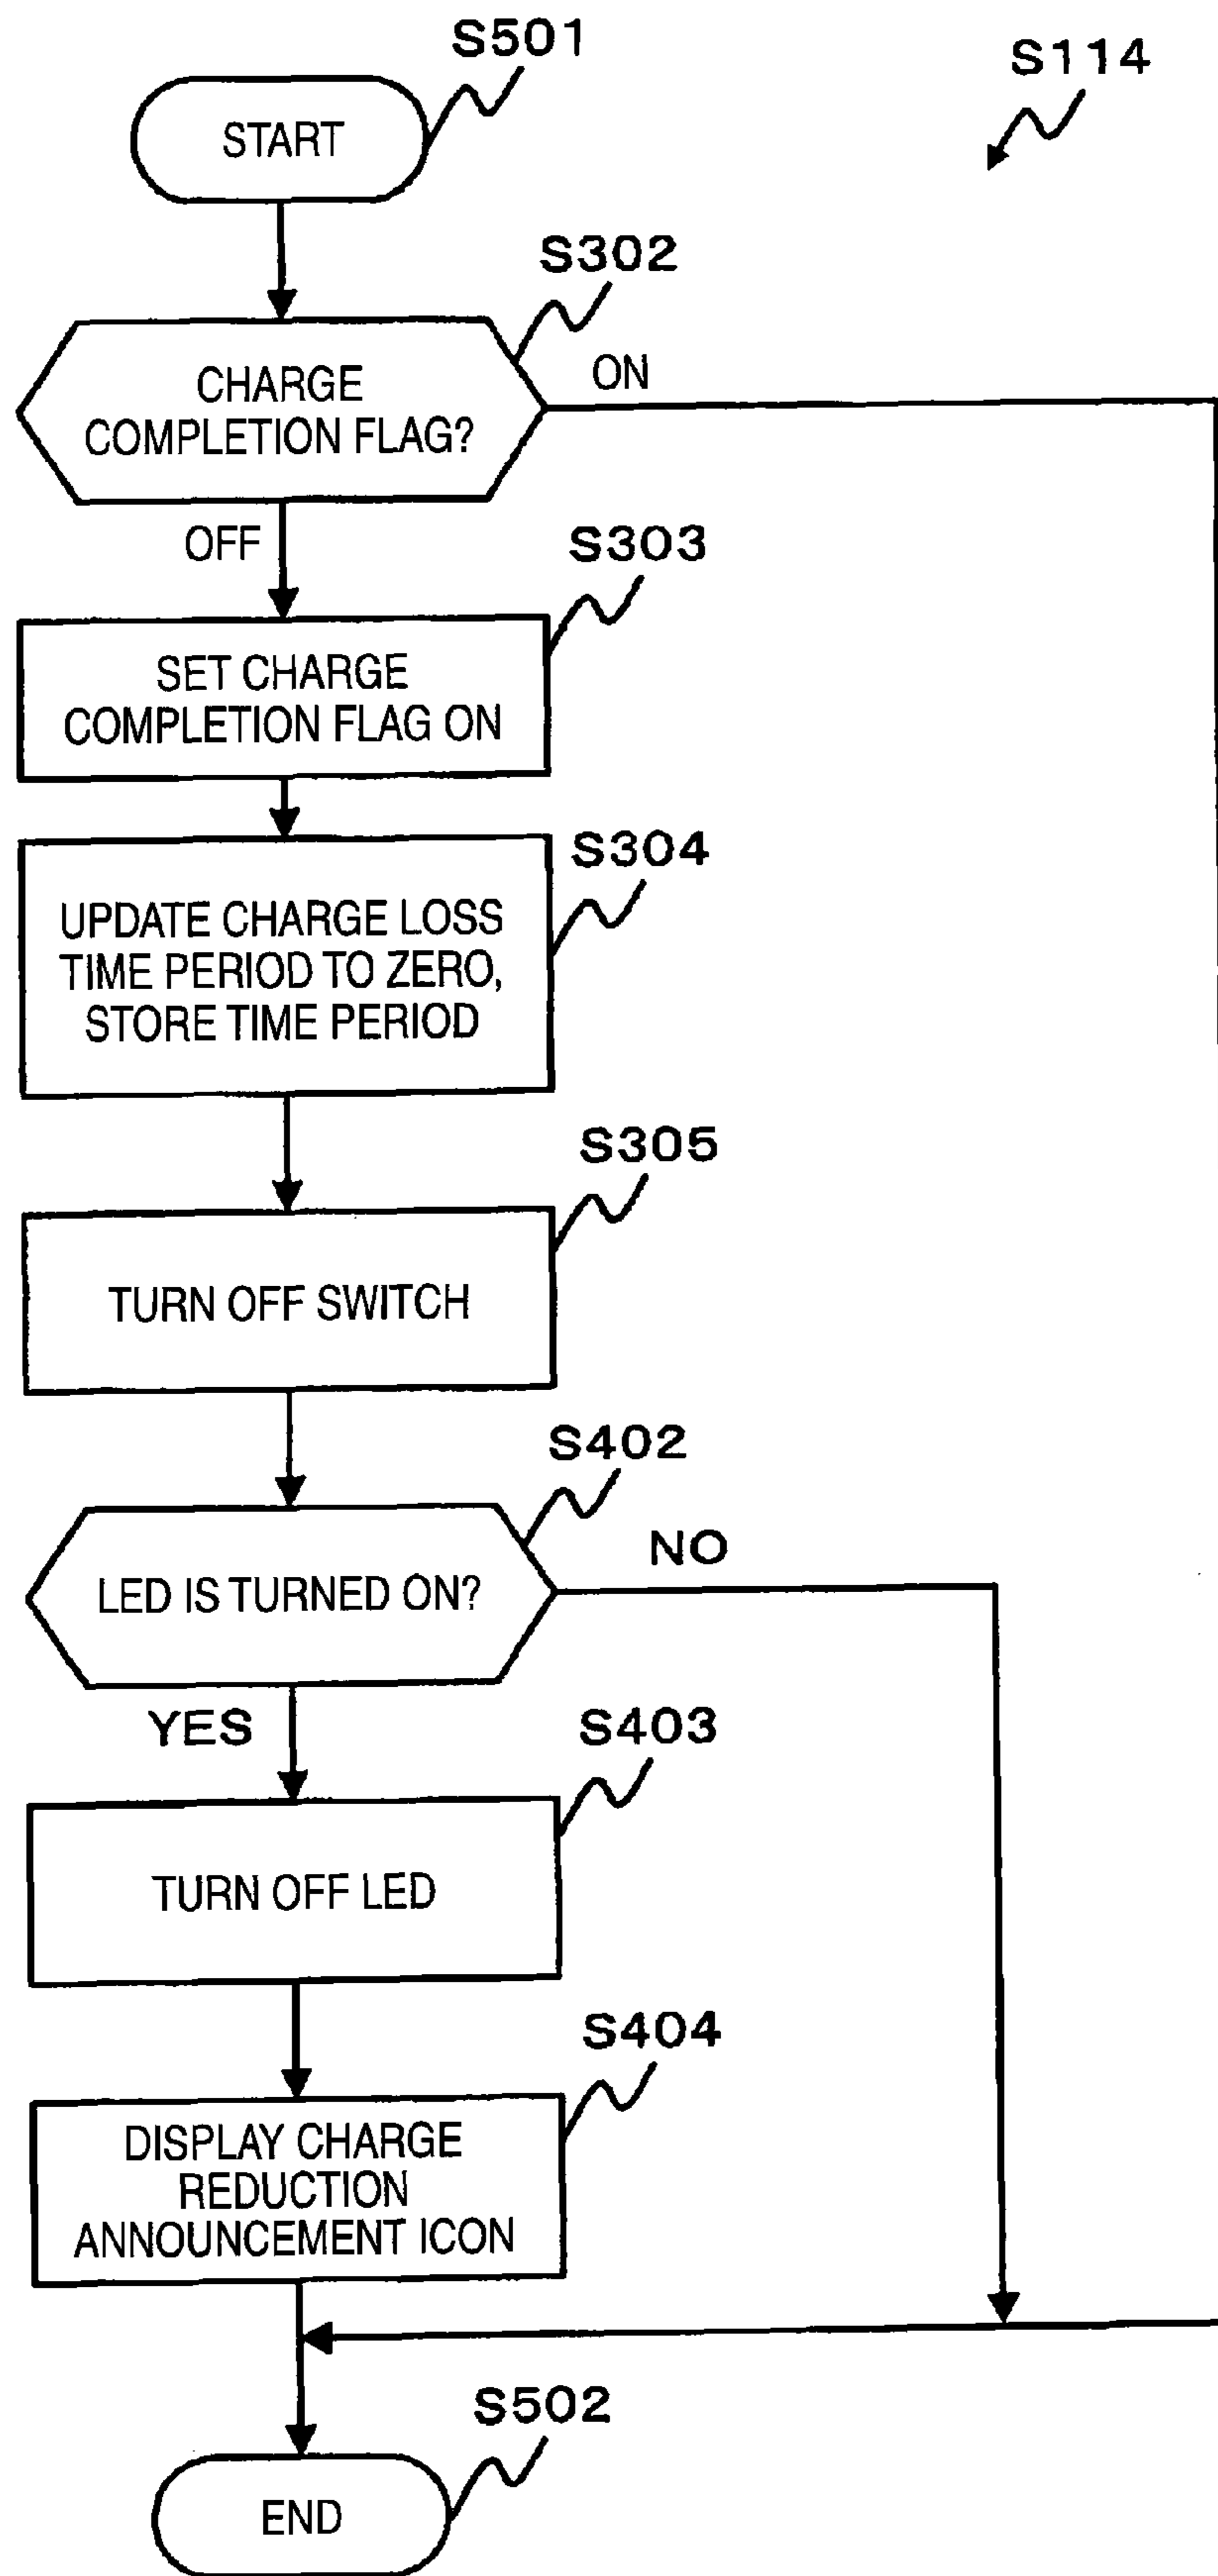 S501
S114
START
S302
CHARGE
COMPLETION FLAG?
ON
OFF
S303
SET CHARGE
COMPLETION FLAG ON
S304
UPDATE CHARGE LOSS
TIME PERIOD TO ZERO,
STORE TIME PERIOD
S305
TURN OFF SWITCH
S402
LED IS TURNED ON?
NO
YES
S403
TURN OFF LED
S404
DISPLAY CHARGE
REDUCTION
ANNOUNCEMENT ICON
S502
END